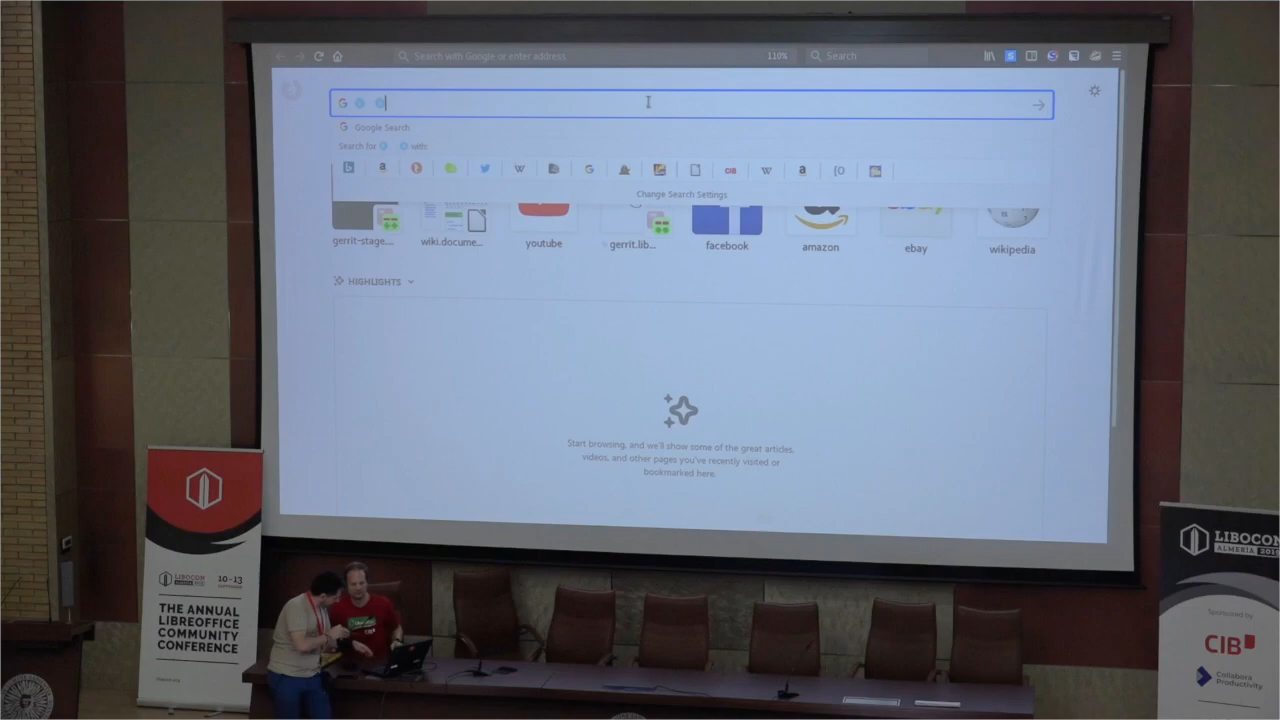 Search with Google or enter address
110%
Search
Google Search
Search for with:
Change Search Settings
gerrit-stage....
wiki.docume...
youtube
gerrit.lib...
facebook
amazon
ebay
wikipedia
HIGHLIGHTS
Start browsing, and we'll show some of the great articles,
videos, and other pages you've recently visited or
bookmarked here.
LIBOCON
10-13
THE ANNUAL
LIBREOFFICE
COMMUNITY
CONFERENCE
LIBOCON
ALMERIA 2019
Sponsored by
CIB
Collabora
Productivity